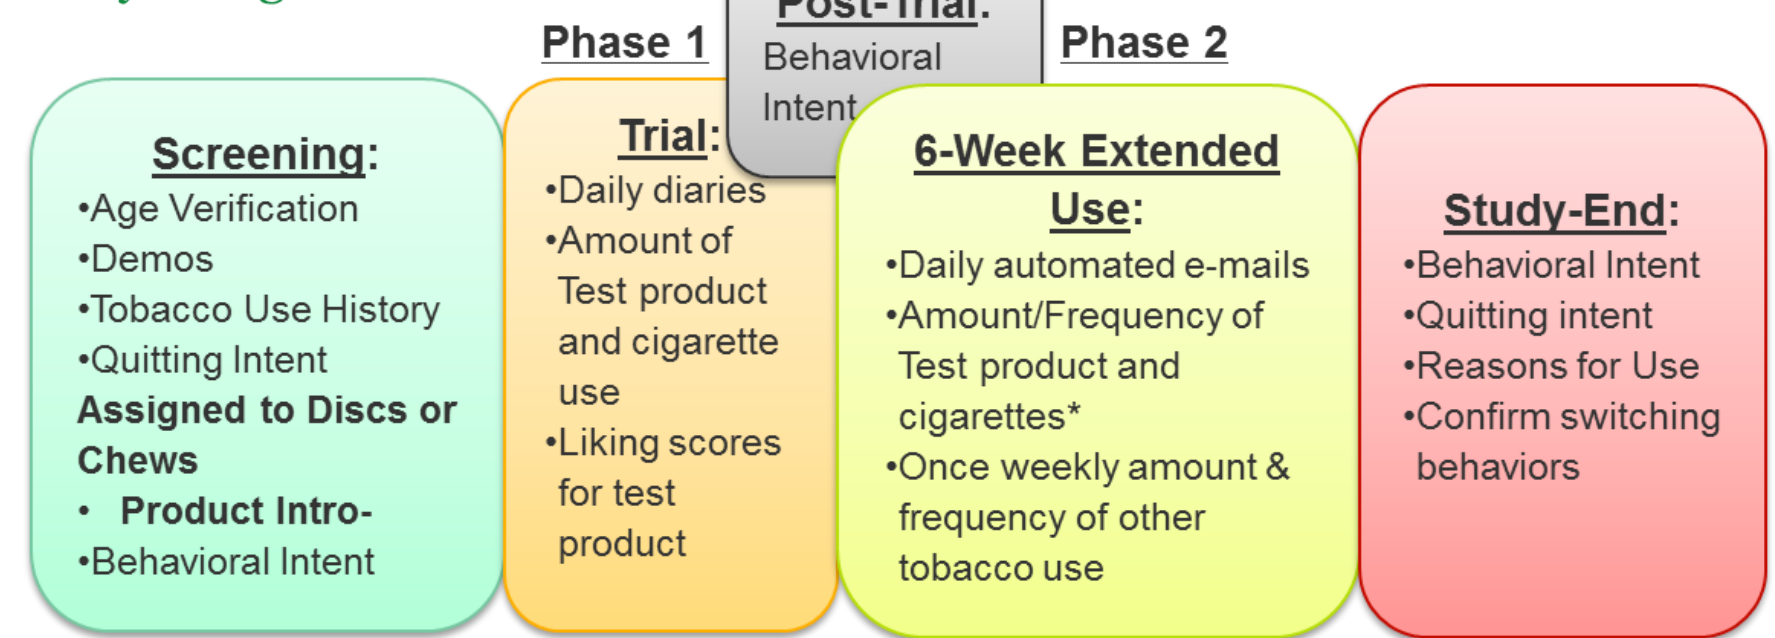 Phase 1
Post-Trial:
Behavioral
Intent
Phase 2
Screening:
•Age Verification
•Demos
•Tobacco Use History
•Quitting Intent
Assigned to Discs or
Chews
• Product Intro-
•Behavioral Intent
Trial:
•Daily diaries
•Amount of
Test product
and cigarette
use
•Liking scores
for test
product
6-Week Extended
Use:
•Daily automated e-mails
•Amount/Frequency of
Test product and
cigarettes*
•Once weekly amount &
frequency of other
tobacco use
Study-End:
•Behavioral Intent
•Quitting intent
•Reasons for Use
•Confirm switching
behaviors